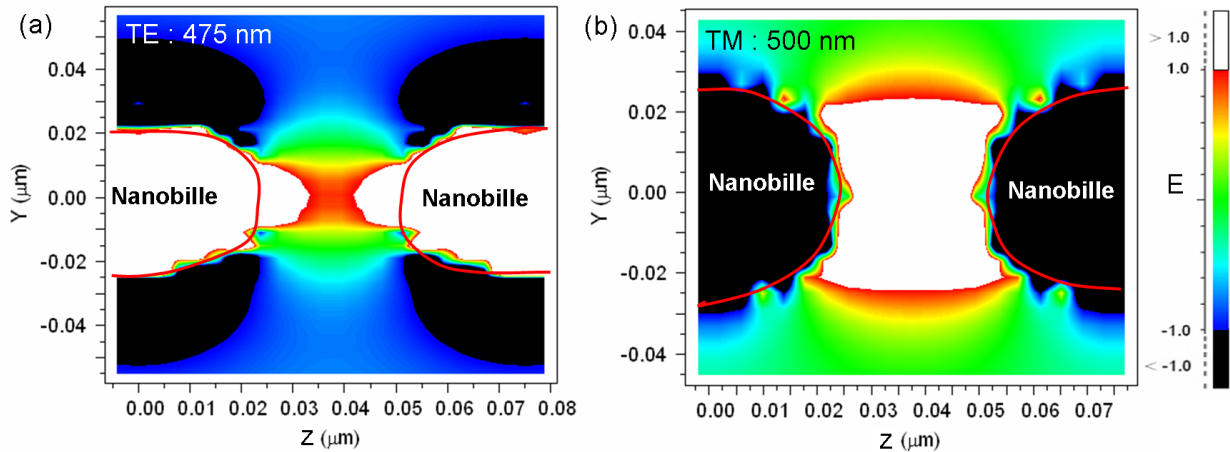 (a)
TE : 475 nm
Y (μm)
0.04
0.02
0.00
-0.02
-0.04
Nanobille
Nanobille
0.00 0.01 0.02 0.03 0.04 0.05 0.06 0.07 0.08
Z (μm)
(b)
TM : 500 nm
Y (μm)
0.04
0.02
0.00
-0.02
-0.04
Nanobille
Nanobille
0.00 0.01 0.02 0.03 0.04 0.05 0.06 0.07
Z (μm)
> 1.0
1.0
E
-1.0
< -1.0